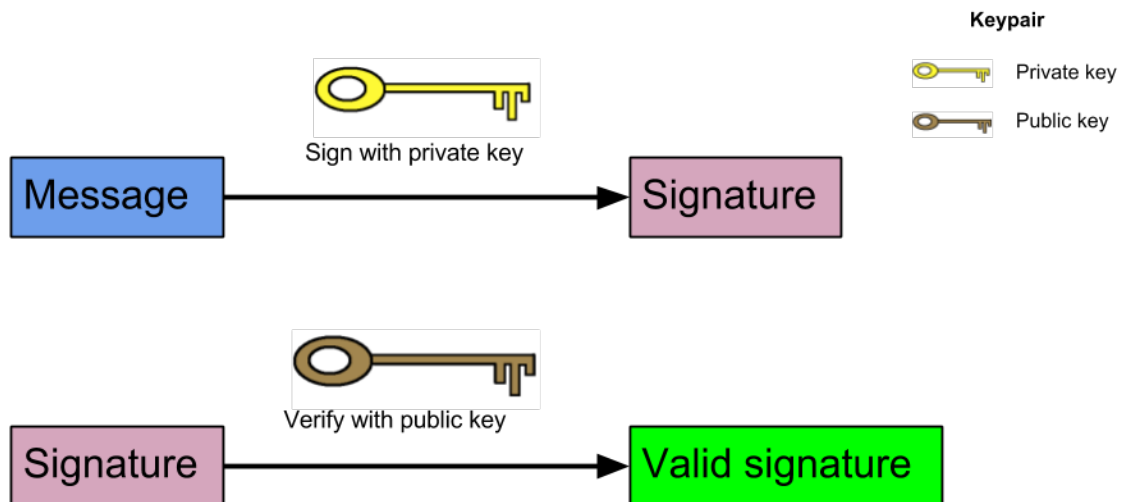 Keypair
Private key
Public key
Sign with private key
Message
Signature
Verify with public key
Signature
Valid signature